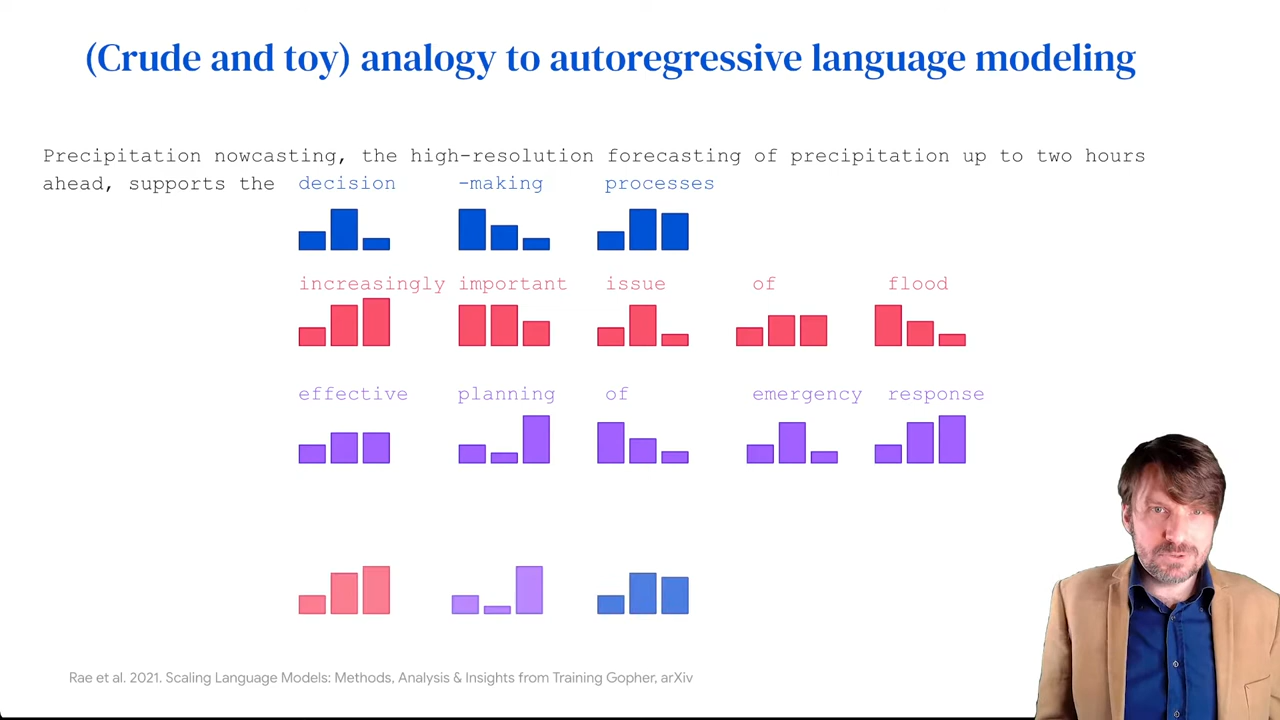 (Crude and toy) analogy to autoregressive language modeling
Precipitation nowcasting, the high-resolution forecasting of precipitation up to two hours
ahead, supports the decision -making processes
increasingly important issue of flood
effective planning of emergency response
Rae et al. 2021. Scaling Language Models: Methods, Analysis & Insights from Training Gopher, arXiv